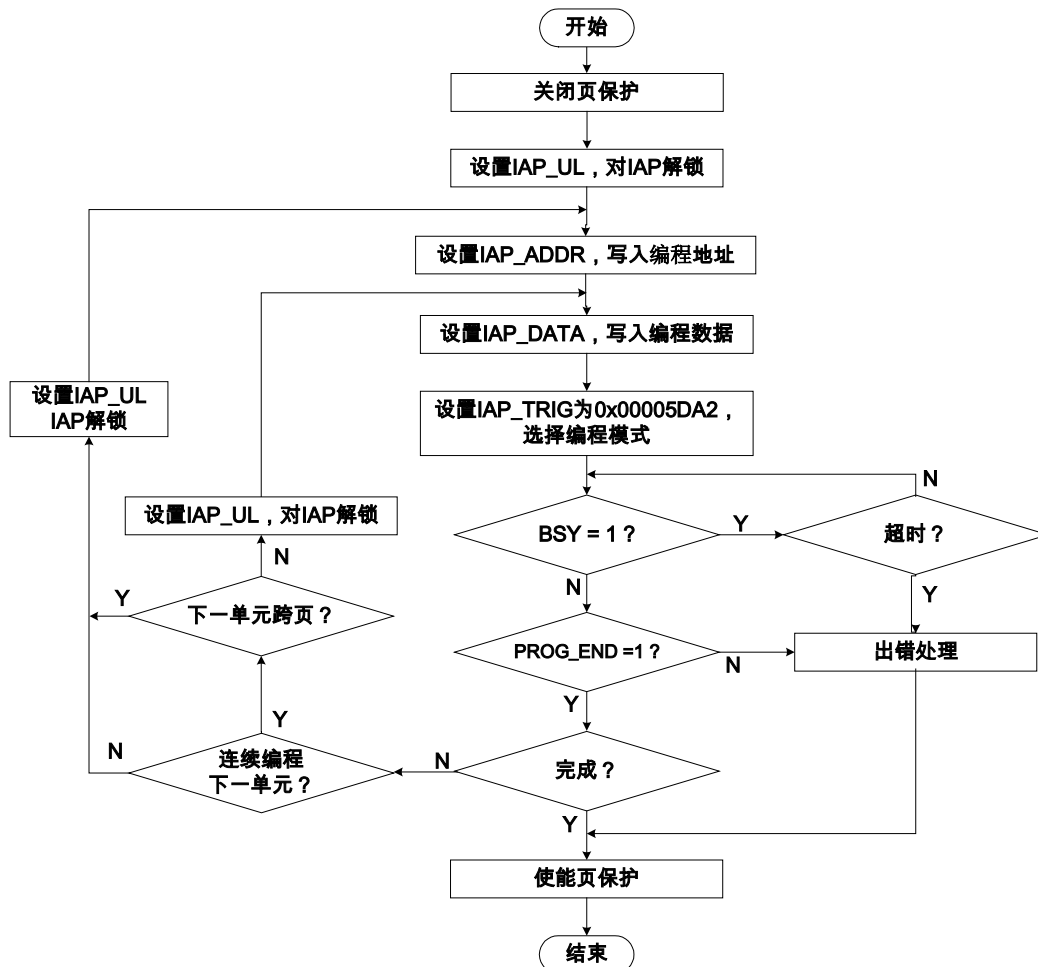 开始
关闭页保护
设置IAP_UL，对IAP解锁
设置IAP_ADDR，写入编程地址
设置IAP_DATA，写入编程数据
设置IAP_UL
IAP解锁
设置IAP_TRIG为0x00005DA2，
选择编程模式
N
设置IAP_UL，对IAP解锁
BSY = 1？
Y
超时？
N
N
Y
Y
下一单元跨页？
PROG_END =1？
N
出错处理
Y
Y
N
连续编程
下一单元？
N
完成？
Y
使能页保护
结束